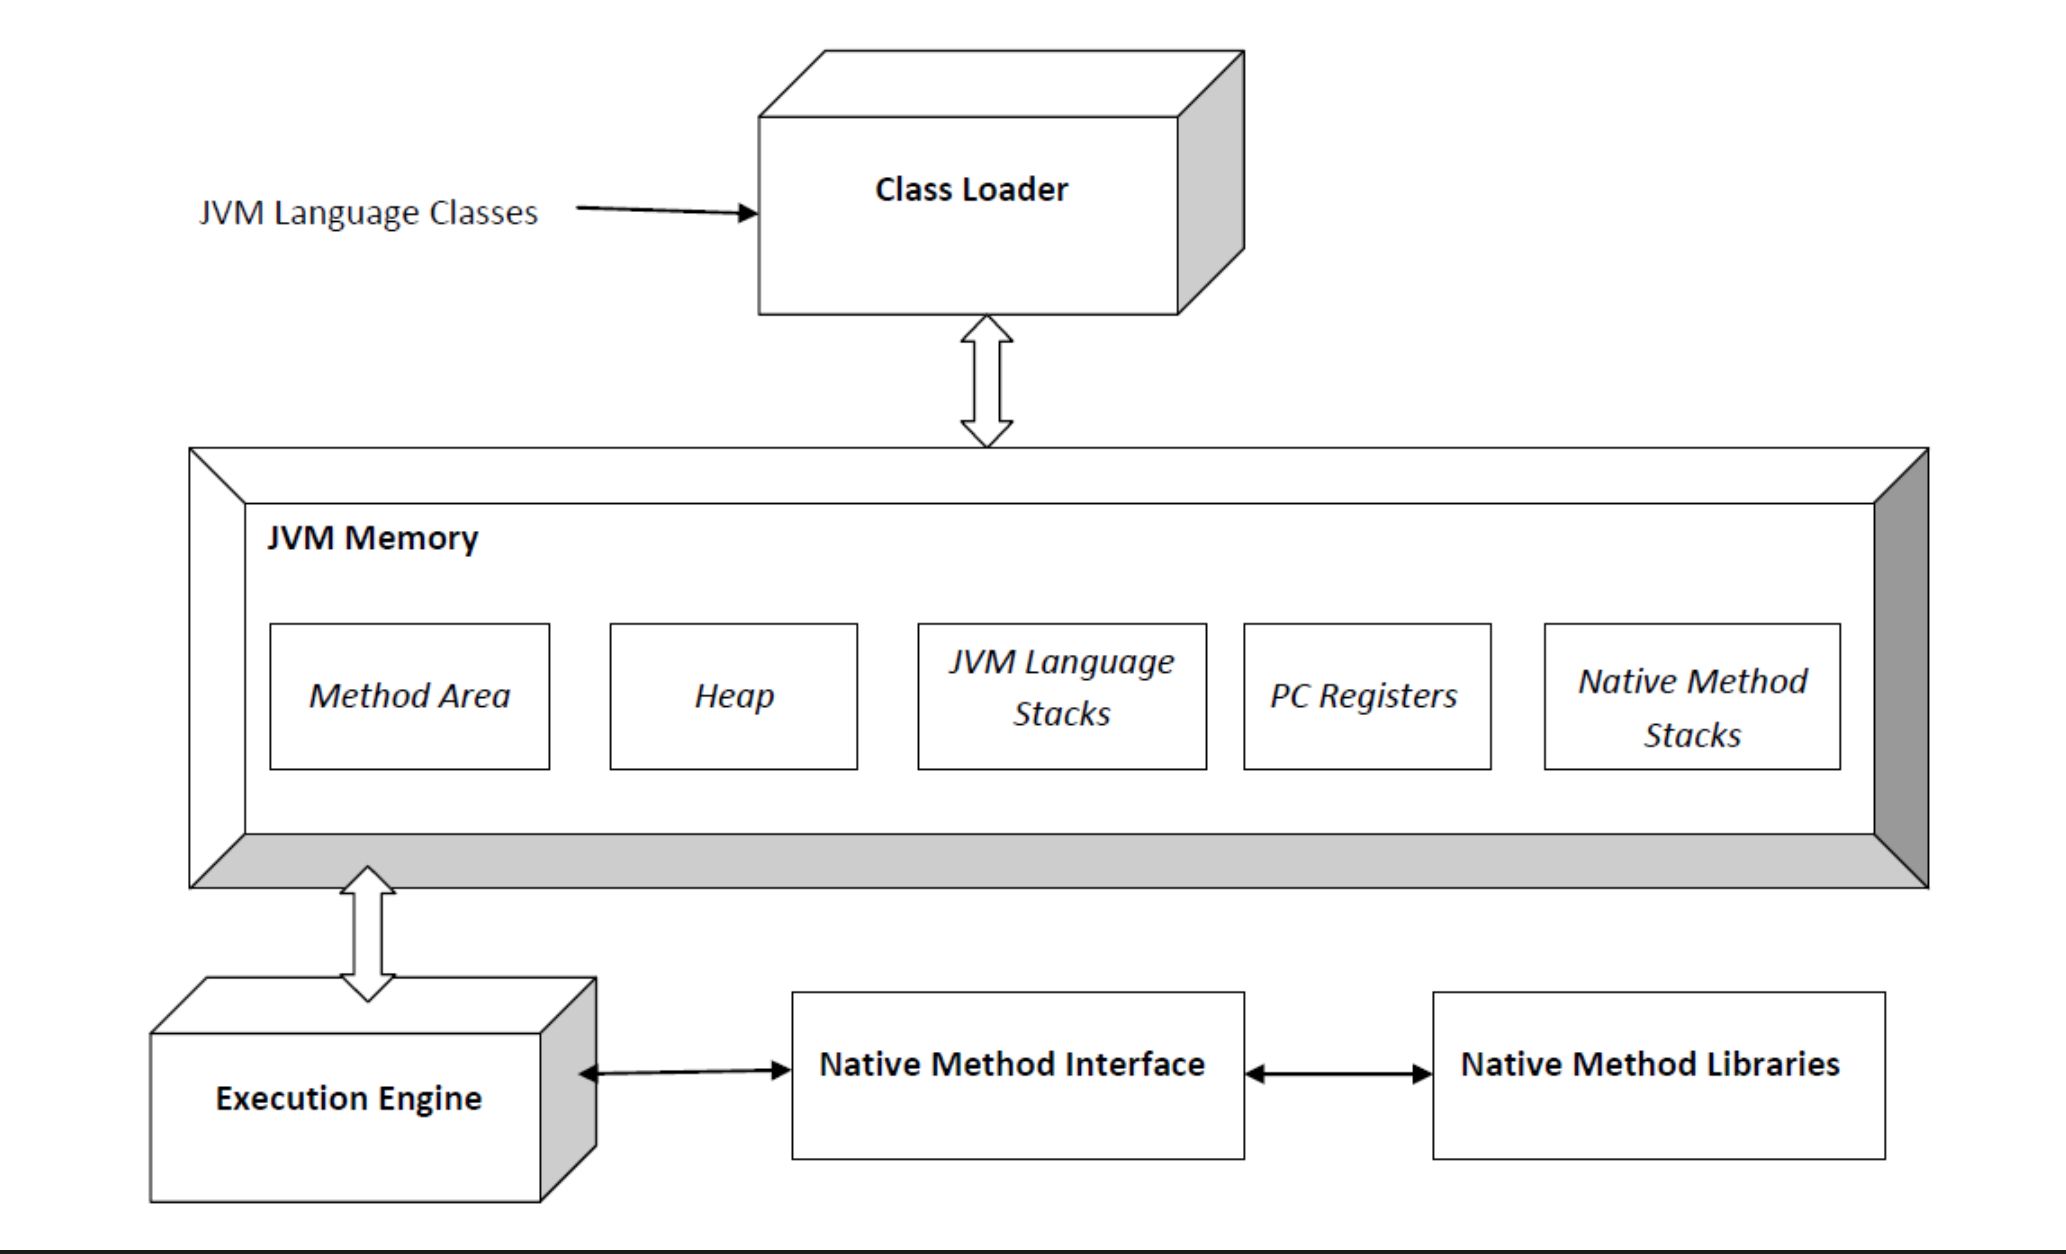 Class Loader
JVM Language Classes
JVM Memory
Method Area
Heap
JVM Language
Stacks
PC Registers
Native Method
Stacks
Execution Engine
Native Method Interface
Native Method Libraries